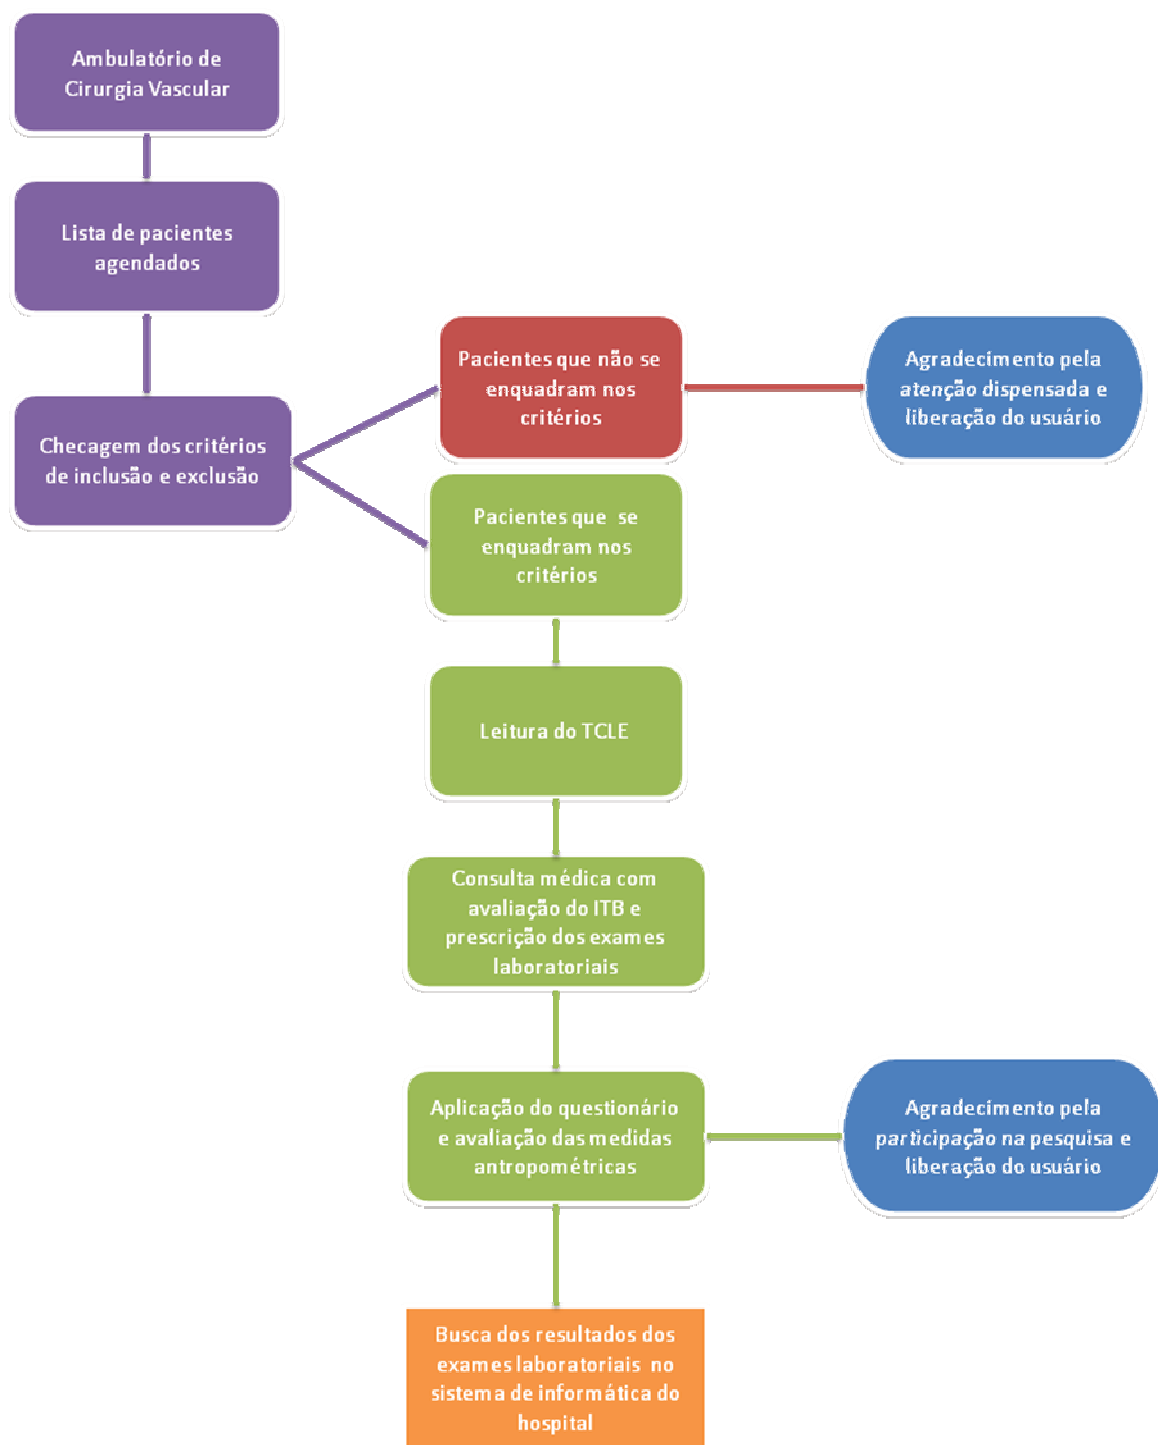 Ambulatório de
Cirurgia Vascular
Lista de pacientes
agendados
Checagem dos critérios
de inclusão e exclusão
Pacientes que não se
enquadram nos
critérios
Agradecimento pela
atenção dispensada e
liberação do usuário
Pacientes que se
enquadram nos
critérios
Leitura do TCLE
Consulta médica com
avaliação do ITB e
prescrição dos exames
laboratoriais
Aplicação do questionário
e avaliação das medidas
antropométricas
Agradecimento pela
participação na pesquisa e
liberação do usuário
Busca dos resultados dos
exames laboratoriais no
sistema de informática do
hospital